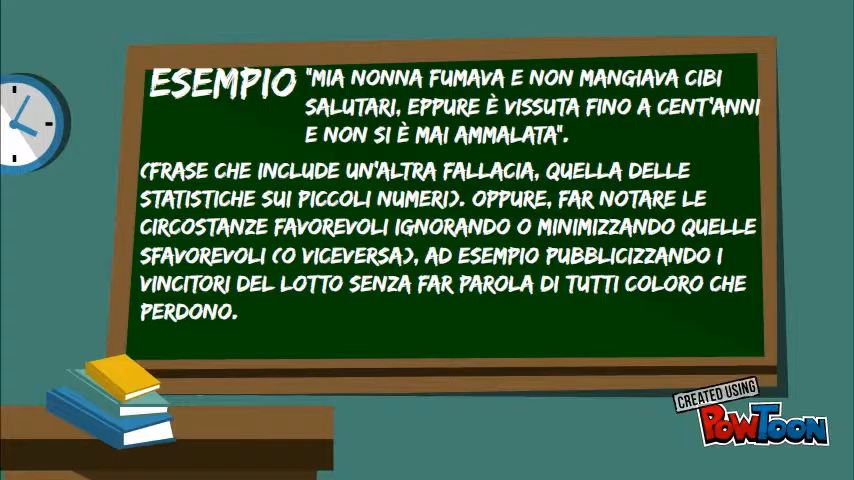 ESEMPIO "MIA NONNA FUMAVA E NON MANGIAVA CIBI
SALUTARI, EPPURE È VISSUTA FINO A CENT'ANNI
E NON SI È MAI AMMALATA".
(FRASE CHE INCLUDE UN'ALTRA FALLACIA, QUELLA DELLE
STATISTICHE SUI PICCOLI NUMERI). OPPURE, FAR NOTARE LE
CIRCOSTANZE FAVOREVOLI IGNORANDO O MINIMIZZANDO QUELLE
SFAVOREVOLI (O VICEVERSA), AD ESEMPIO PUBBLICIZZANDO I
VINCITORI DEL LOTTO SENZA FAR PAROLA DI TUTTI COLORO CHE
PERDONO.
CREATED USING
POWTOON